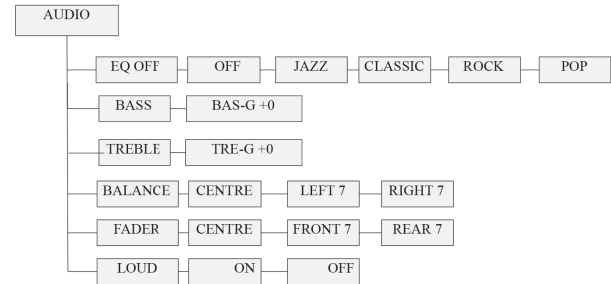 AUDIO
EQ OFF OFF JAZZ CLASSIC ROCK POP
BASS BAS-G +0
TREBLE TRE-G +0
BALANCE CENTRE LEFT 7 RIGHT 7
FADER CENTRE FRONT 7 REAR 7
LOUD ON OFF